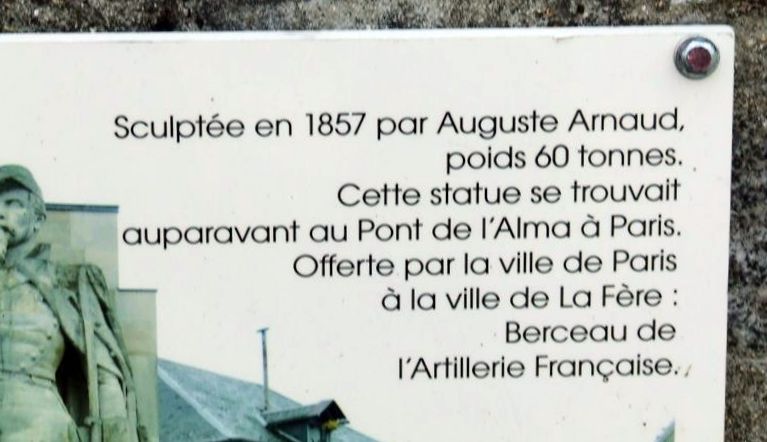 Sculptée en 1857 par Auguste Arnaud,
poids 60 tonnes.
Cette statue se trouvait
auparavant au Pont de l'Alma à Paris.
Offerte par la ville de Paris
à la ville de La Fère :
Berceau de
l'Artillerie Française.